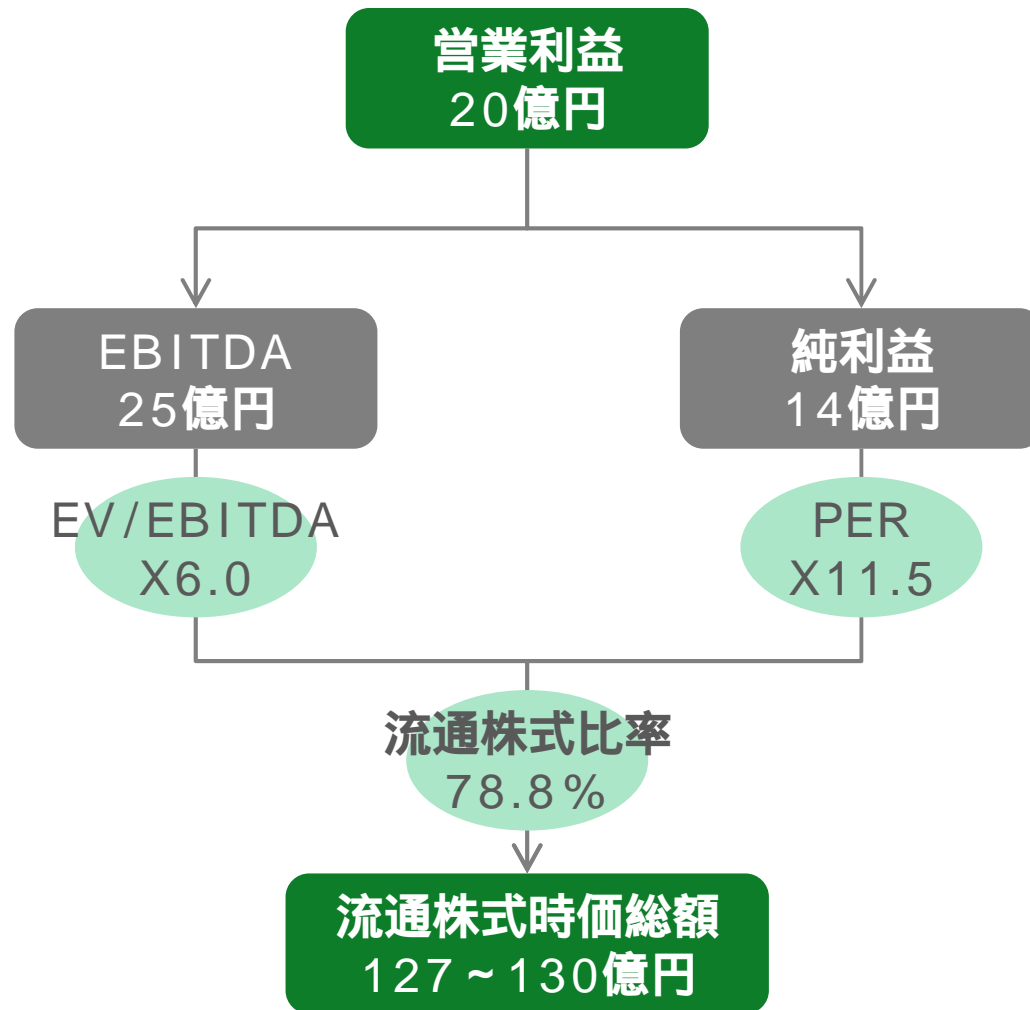 営業利益
20億円
EBITDA
25億円
純利益
14億円
EV/EBITDA
X6.0
PER
X11.5
流通株式比率
78.8%
流通株式時価総額
127~130億円